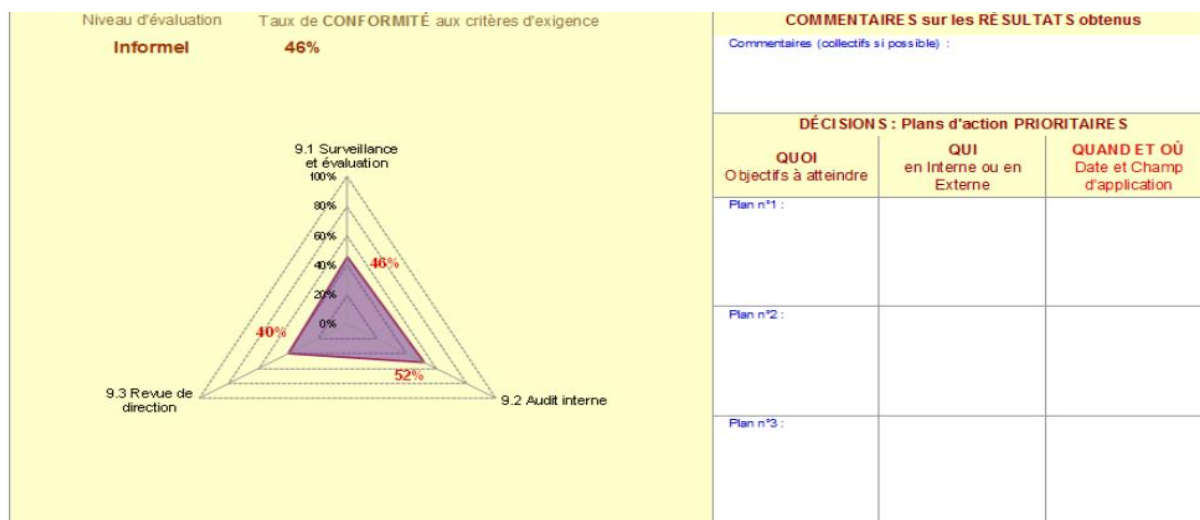 Niveau d'évaluation
Taux de CONFORMITÉ aux critères d'exigence
Informel
46%
9.1 Surveillance
et évaluation
100%
80%
60%
40%
20%
0%
46%
40%
52%
9.3 Revue de
direction
9.2 Audit interne
COMMENTAIRES sur les RÉSULTATS obtenus
Commentaires (collectifs si possible) :
DÉCISIONS : Plans d'action PRIORITAIRES
QUOI
Objectifs à atteindre
QUI
en Interne ou en
Externe
QUAND ET OÙ
Date et Champ
d'application
Plan n°1 :
Plan n°2 :
Plan n°3 :